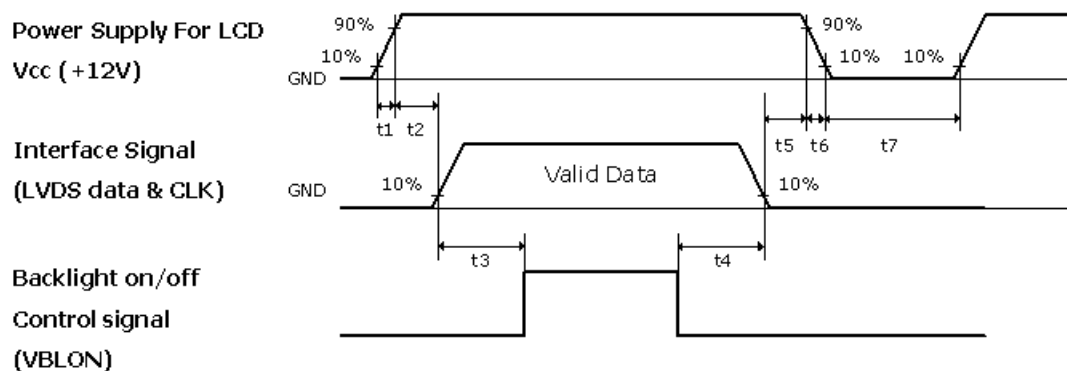 Power Supply For LCD
Vcc (+12V)
90%
10%
GND
90%
10%
10%
t1
t2
t5
t6
t7
Interface Signal
(LVDS data & CLK)
GND
10%
Valid Data
10%
t3
t4
Backlight on/off
Control signal
(VBLON)